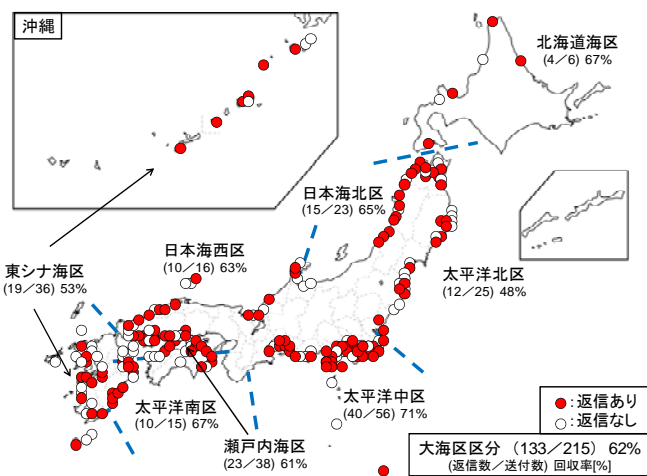 沖縄
北海道海区
(4／6) 67%
日本海北区
(15／23) 65%
日本海西区
(10／16) 63%
東シナ海区
(19／36) 53%
太平洋北区
(12／25) 48%
太平洋中区
(40／56) 71%
太平洋南区
(10／15) 67%
瀬戸内海区
(23／38) 61%
●:返信あり
○:返信なし
大海区区分 (133／215) 62%
(返信数／送付数) 回収率[%]